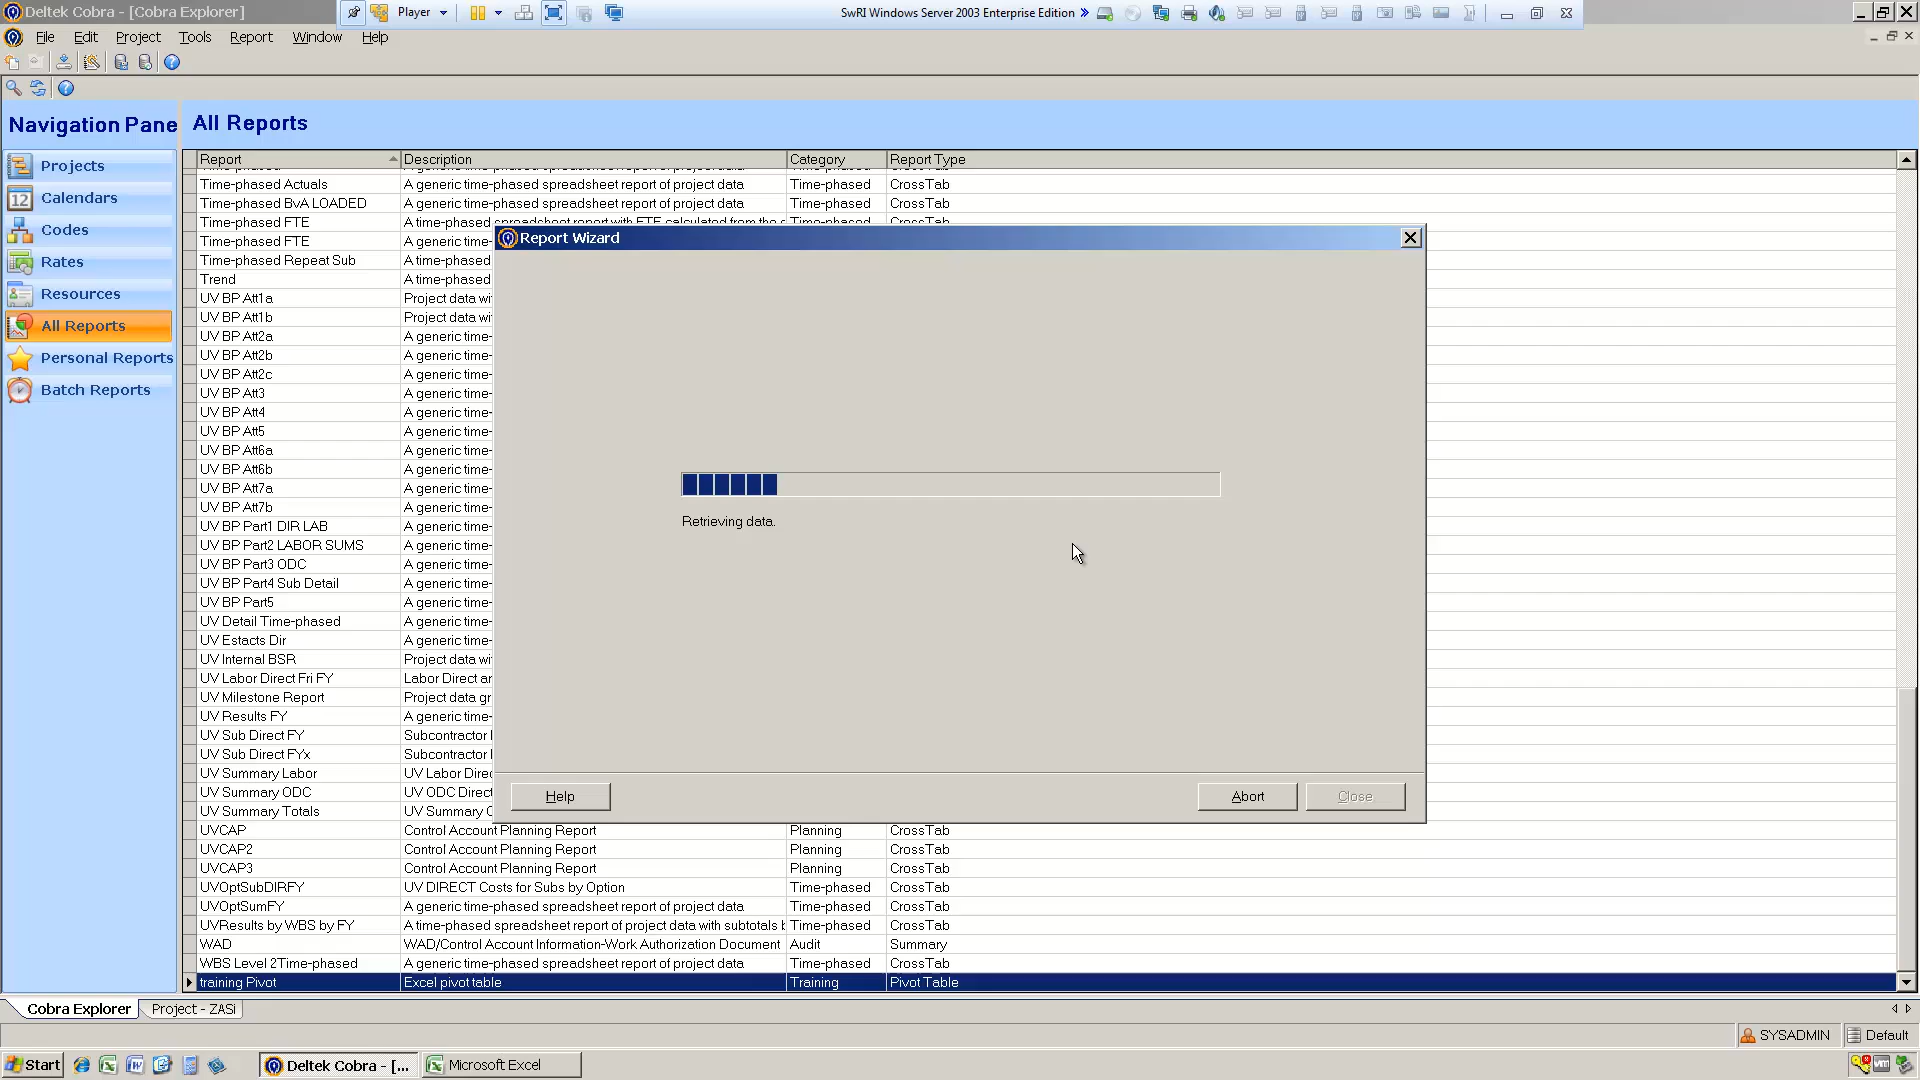 Deltek Cobra - [Cobra Explorer]
Player
SwRI Windows Server 2003 Enterprise Edition
File Edit Project Tools Report Window Help
Navigation Pane
All Reports
Projects
12
Calendars
Codes
Rates
Resources
All Reports
Personal Reports
Batch Reports
Report Description Category Report Type
Time-phased Actuals A generic time-phased spreadsheet report of project data Time-phased CrossTab
Time-phased BvA LOADED A generic time-phased spreadsheet report of project data Time-phased CrossTab
Time-phased FTE A time-phased spreadsheet report with FTE calculated from the Time-phased CrossTab
Time-phased FTE A generic time-
Time-phased Repeat Sub A time-phased
Trend A time-phased
UV BP Att1a Project data wi
UV BP Att1b Project data wi
UV BP Att2a A generic time-
UV BP Att2b A generic time-
UV BP Att2c A generic time-
UV BP Att3 A generic time-
UV BP Att4 A generic time-
UV BP Att5 A generic time-
UV BP Att6a A generic time-
UV BP Att6b A generic time-
UV BP Att7a A generic time-
UV BP Att7b A generic time-
UV BP Part1 DIR LAB A generic time-
UV BP Part2 LABOR SUMS A generic time-
UV BP Part3 ODC A generic time-
UV BP Part4 Sub Detail A generic time-
UV BP Part5 A generic time-
UV Detail Time-phased A generic time-
UV Estacts Dir A generic time-
UV Internal BSR Project data wi
UV Labor Direct Fri FY Labor Direct ar
UV Milestone Report Project data gr
UV Results FY A generic time-
UV Sub Direct FY Subcontractor
UV Sub Direct FYx Subcontractor
UV Summary Labor UV Labor Direc
UV Summary ODC UV ODC Direct
UV Summary Totals UV Summary C
UVCAP Control Account Planning Report Planning CrossTab
UVCAP2 Control Account Planning Report Planning CrossTab
UVCAP3 Control Account Planning Report Planning CrossTab
UVOptSubDIRFY UV DIRECT Costs for Subs by Option Time-phased CrossTab
UVOptSumFY A generic time-phased spreadsheet report of project data Time-phased CrossTab
UVResults by WBS by FY A time-phased spreadsheet report of project data with subtotals Time-phased CrossTab
WAD WAD/Control Account Information-Work Authorization Document Audit Summary
WBS Level 2Time-phased A generic time-phased spreadsheet report of project data Time-phased CrossTab
training Pivot Excel pivot table Training Pivot Table
Report Wizard
Retrieving data.
Help Abort Close
Cobra Explorer Project - ZASi
SYSADMIN Default
Start Deltek Cobra - [... Microsoft Excel